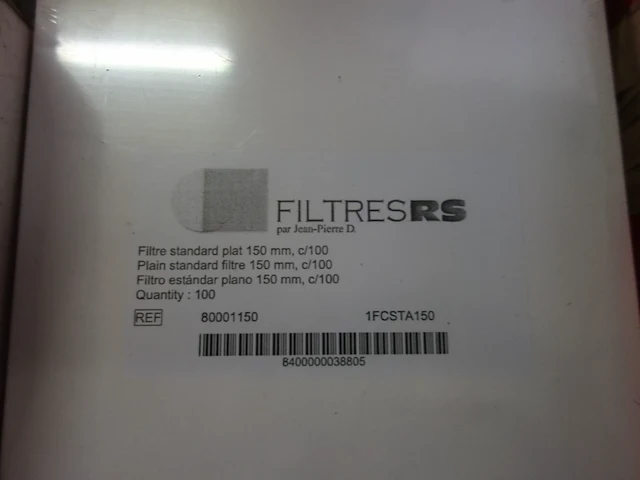 FILTRESRS
par Jean-Pierre D.
Filtre standard plat 150 mm, c/100
Plain standard filtre 150 mm, c/100
Filtro estándar plano 150 mm, c/100
Quantity : 100
REF 80001150 1FCSTA150
8400000038805